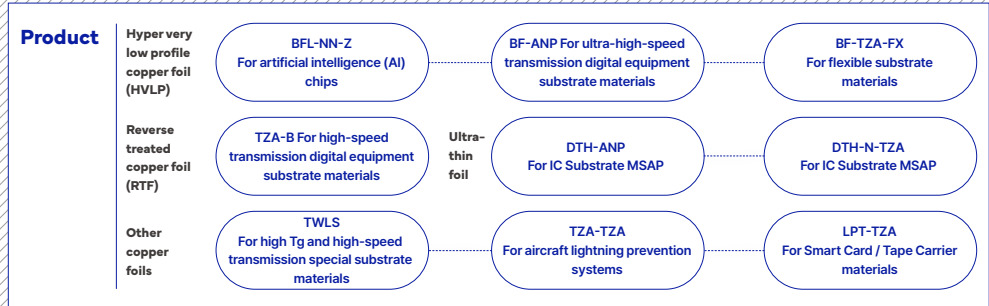 Product
Hyper very
low profile
copper foil
(HVLP)
BFL-NN-Z
For artificial intelligence (AI)
chips
BF-ANP For ultra-high-speed
transmission digital equipment
substrate materials
BF-TZA-FX
For flexible substrate
materials
Reverse
treated
copper foil
(RTF)
TZA-B For high-speed
transmission digital equipment
substrate materials
Ultra-
thin
foil
DTH-ANP
For IC Substrate MSAP
DTH-N-TZA
For IC Substrate MSAP
Other
copper
foils
TWLS
For high Tg and high-speed
transmission special substrate
materials
TZA-TZA
For aircraft lightning prevention
systems
LPT-TZA
For Smart Card / Tape Carrier
materials